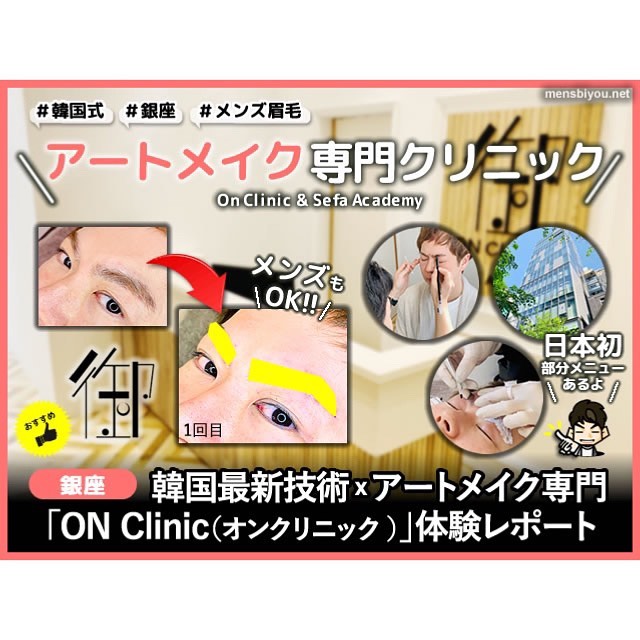 mensbiyou.net
#韓国式 #銀座 #メンズ眉毛
アートメイク専門クリニック
On Clinic & Sefa Academy
御
ON C
メンズも
OK!!
1回目
日本初
部分メニュー
あるよ
御
おすすめ
銀座 韓国最新技術×アートメイク専門
「ON Clinic（オンクリニック）」体験レポート